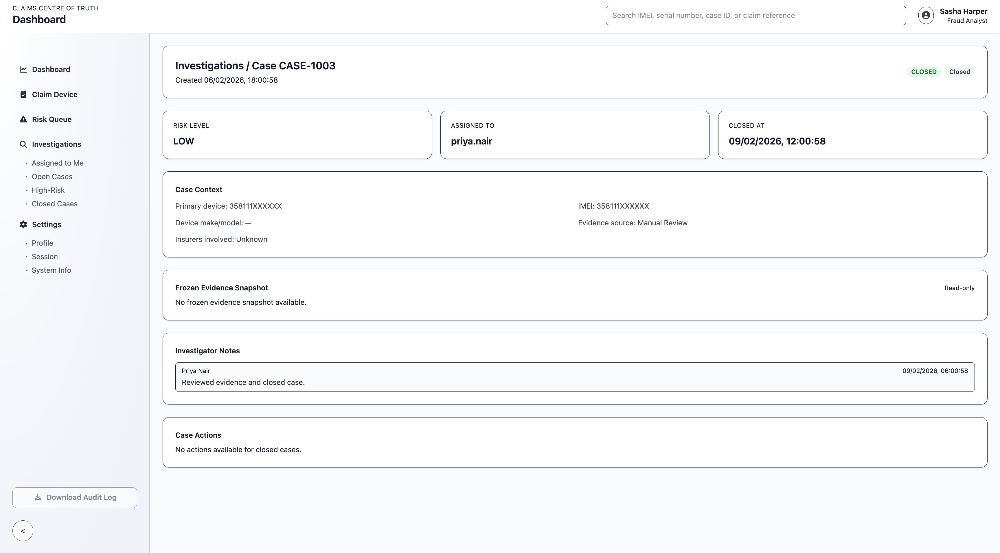 CLAIMS CENTRE OF TRUTH
Dashboard
Search IMEI, serial number, case ID, or claim reference
Sasha Harper
Fraud Analyst
Dashboard
Claim Device
Risk Queue
Investigations
· Assigned to Me
· Open Cases
· High-Risk
· Closed Cases
Settings
· Profile
· Session
· System Info
Download Audit Log
<
Investigations / Case CASE-1003
Created 06/02/2026, 18:00:58
CLOSED Closed
RISK LEVEL
LOW
ASSIGNED TO
priya.nair
CLOSED AT
09/02/2026, 12:00:58
Case Context
Primary device: 358111XXXXXX
IMEI: 358111XXXXXX
Device make/model: —
Evidence source: Manual Review
Insurers involved: Unknown
Frozen Evidence Snapshot
Read-only
No frozen evidence snapshot available.
Investigator Notes
Priya Nair
09/02/2026, 06:00:58
Reviewed evidence and closed case.
Case Actions
No actions available for closed cases.